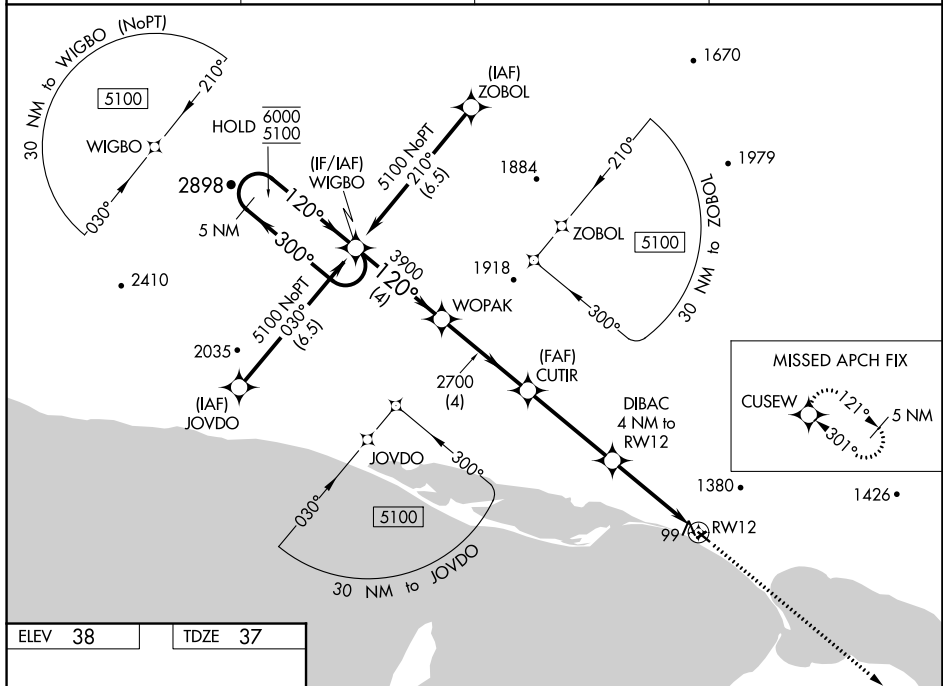 30 NM to WIGBO (NoPT)
5100
210°
WIGBO
030°
HOLD 6000
5100
(IF/IAF)
WIGBO
(IAF)
ZOBOL
5100 NoPT
210°
(6.5)
1670
1979
1884
2898
120°
5 NM
300°
210°
ZOBOL
5100
300°
30 NM to ZOBOL
1918
3900
120°
(4)
WOPAK
2410
5100 NoPT
030°
(6.5)
2035
(IAF)
JOVDO
2700
(4)
(FAF)
CUTIR
DIBAC
4 NM to
RW12
MISSED APCH FIX
CUSEW
121°
5 NM
301°
JOVDO
300°
030°
5100
30 NM to JOVDO
1380
1426
99
RW12
ELEV 38
TDZE 37